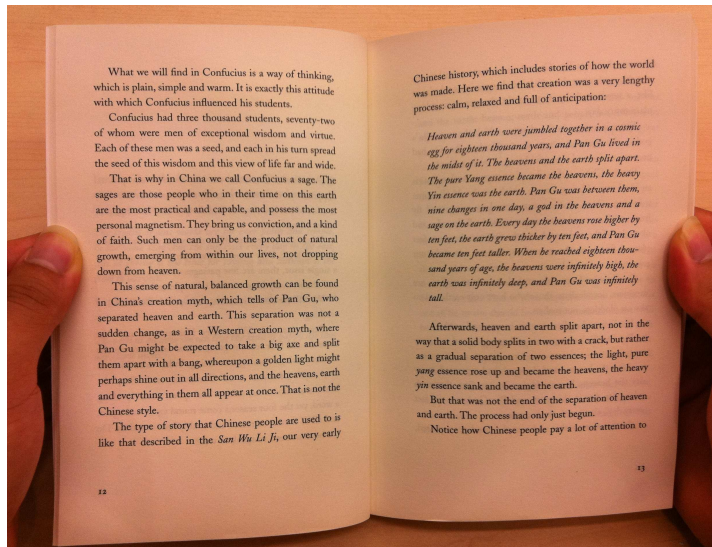 What we will find in Confucius is a way of thinking,
which is plain, simple and warm. It is exactly this attitude
with which Confucius influenced his students.
Confucius had three thousand students, seventy-two
of whom were men of exceptional wisdom and virtue.
Each of these men was a seed, and each in his turn spread
the seed of this wisdom and this view of life far and wide.
That is why in China we call Confucius a sage. The
sages are those people who in their time on this earth
are the most practical and capable, and possess the most
personal magnetism. They bring us conviction, and a kind
of faith. Such men can only be the product of natural
growth, emerging from within our lives, not dropping
down from heaven.
This sense of natural, balanced growth can be found
in China's creation myth, which tells of Pan Gu, who
separated heaven and earth. This separation was not a
sudden change, as in a Western creation myth, where
Pan Gu might be expected to take a big axe and split
them apart with a bang, whereupon a golden light might
perhaps shine out in all directions, and the heavens, earth
and everything in them all appear at once. That is not the
Chinese style.
The type of story that Chinese people are used to is
like that described in the San Wu Li Ji, our very early
12
Chinese history, which includes stories of how the world
was made. Here we find that creation was a very lengthy
process: calm, relaxed and full of anticipation:
Heaven and earth were jumbled together in a cosmic
egg for eighteen thousand years, and Pan Gu lived in
the midst of it. The heavens and the earth split apart.
The pure Yang essence became the heavens, the heavy
Yin essence was the earth. Pan Gu was between them,
nine changes in one day, a god in the heavens and a
sage on the earth. Every day the heavens rose higher by
ten feet, the earth grew thicker by ten feet, and Pan Gu
became ten feet taller. When he reached eighteen thou-
sand years of age, the heavens were infinitely high, the
earth was infinitely deep, and Pan Gu was infinitely
tall.
Afterwards, heaven and earth split apart, not in the
way that a solid body splits in two with a crack, but rather
as a gradual separation of two essences; the light, pure
yang essence rose up and became the heavens, the heavy
yin essence sank and became the earth.
But that was not the end of the separation of heaven
and earth. The process had only just begun.
Notice how Chinese people pay a lot of attention to
13